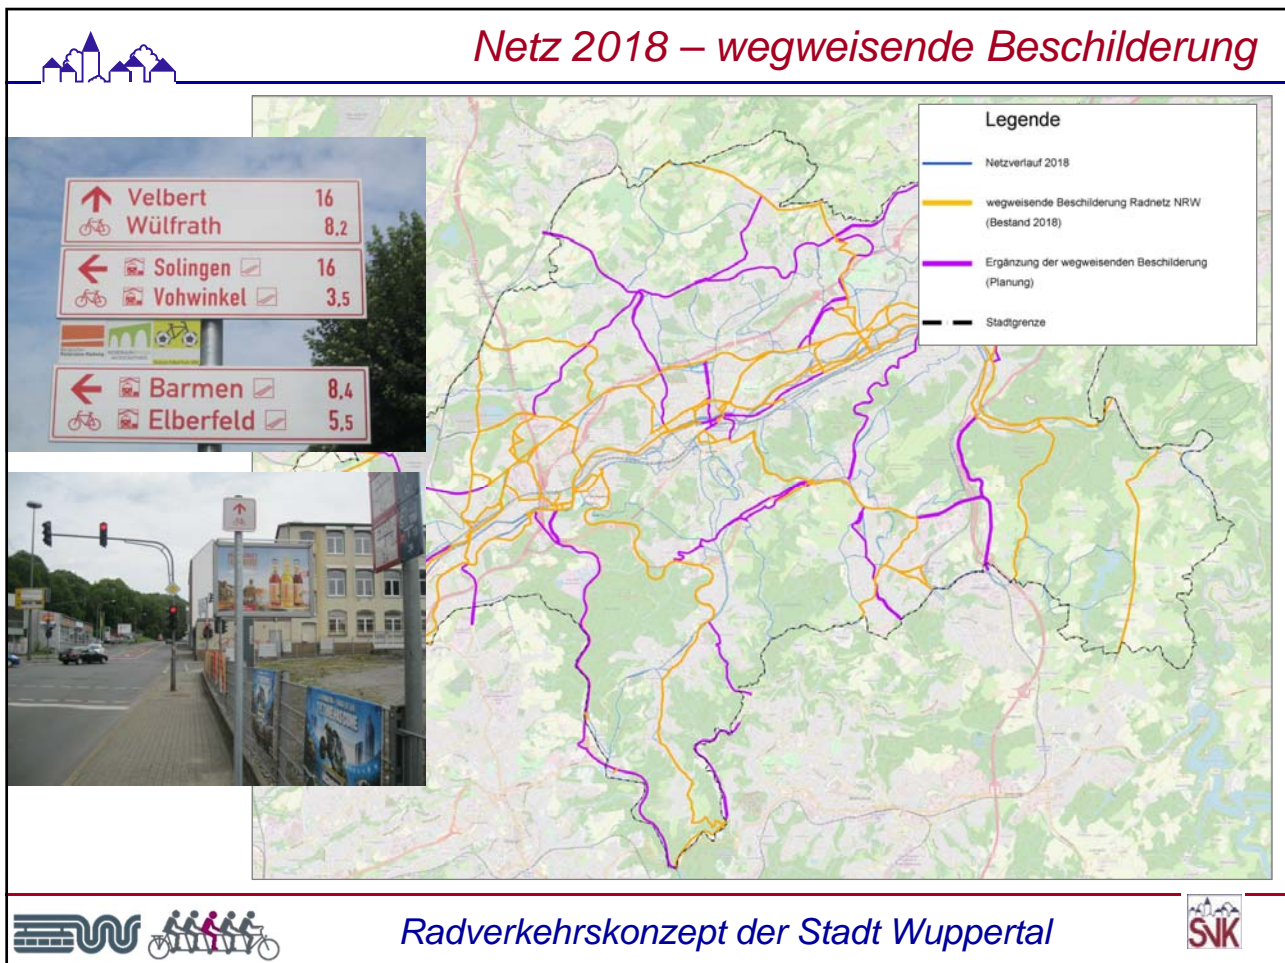 Netz 2018 – wegweisende Beschilderung
Velbert 16
Wülfrath 8,2
Solingen 16
Vohwinkel 3,5
Barmen 8,4
Elberfeld 5,5
Legende
Netzverlauf 2018
wegweisende Beschilderung Radnetz NRW
(Bestand 2018)
Ergänzung der wegweisenden Beschilderung
(Planung)
Stadtgrenze
Radverkehrskonzept der Stadt Wuppertal
SVK